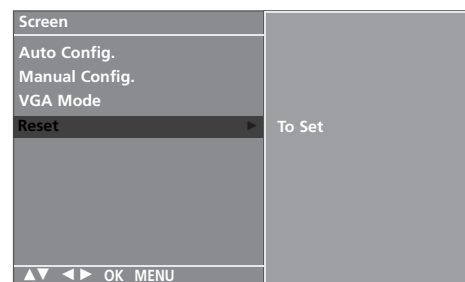 Screen
Auto Config.
Manual Config.
VGA Mode
Reset ► To Set
▲▼ ◄► OK MENU